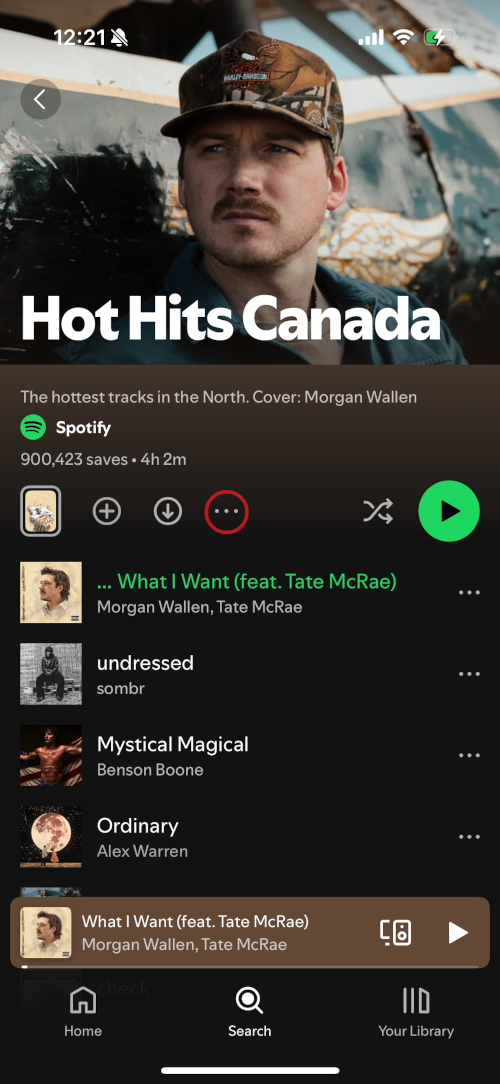 12:21
HARLEY-DAVIDSON
Hot Hits Canada
The hottest tracks in the North. Cover: Morgan Wallen
Spotify
900,423 saves • 4h 2m
... What I Want (feat. Tate McRae)
Morgan Wallen, Tate McRae
undressed
sombr
Mystical Magical
Benson Boone
Ordinary
Alex Warren
What I Want (feat. Tate McRae)
Morgan Wallen, Tate McRae
check
Home
Search
Your Library